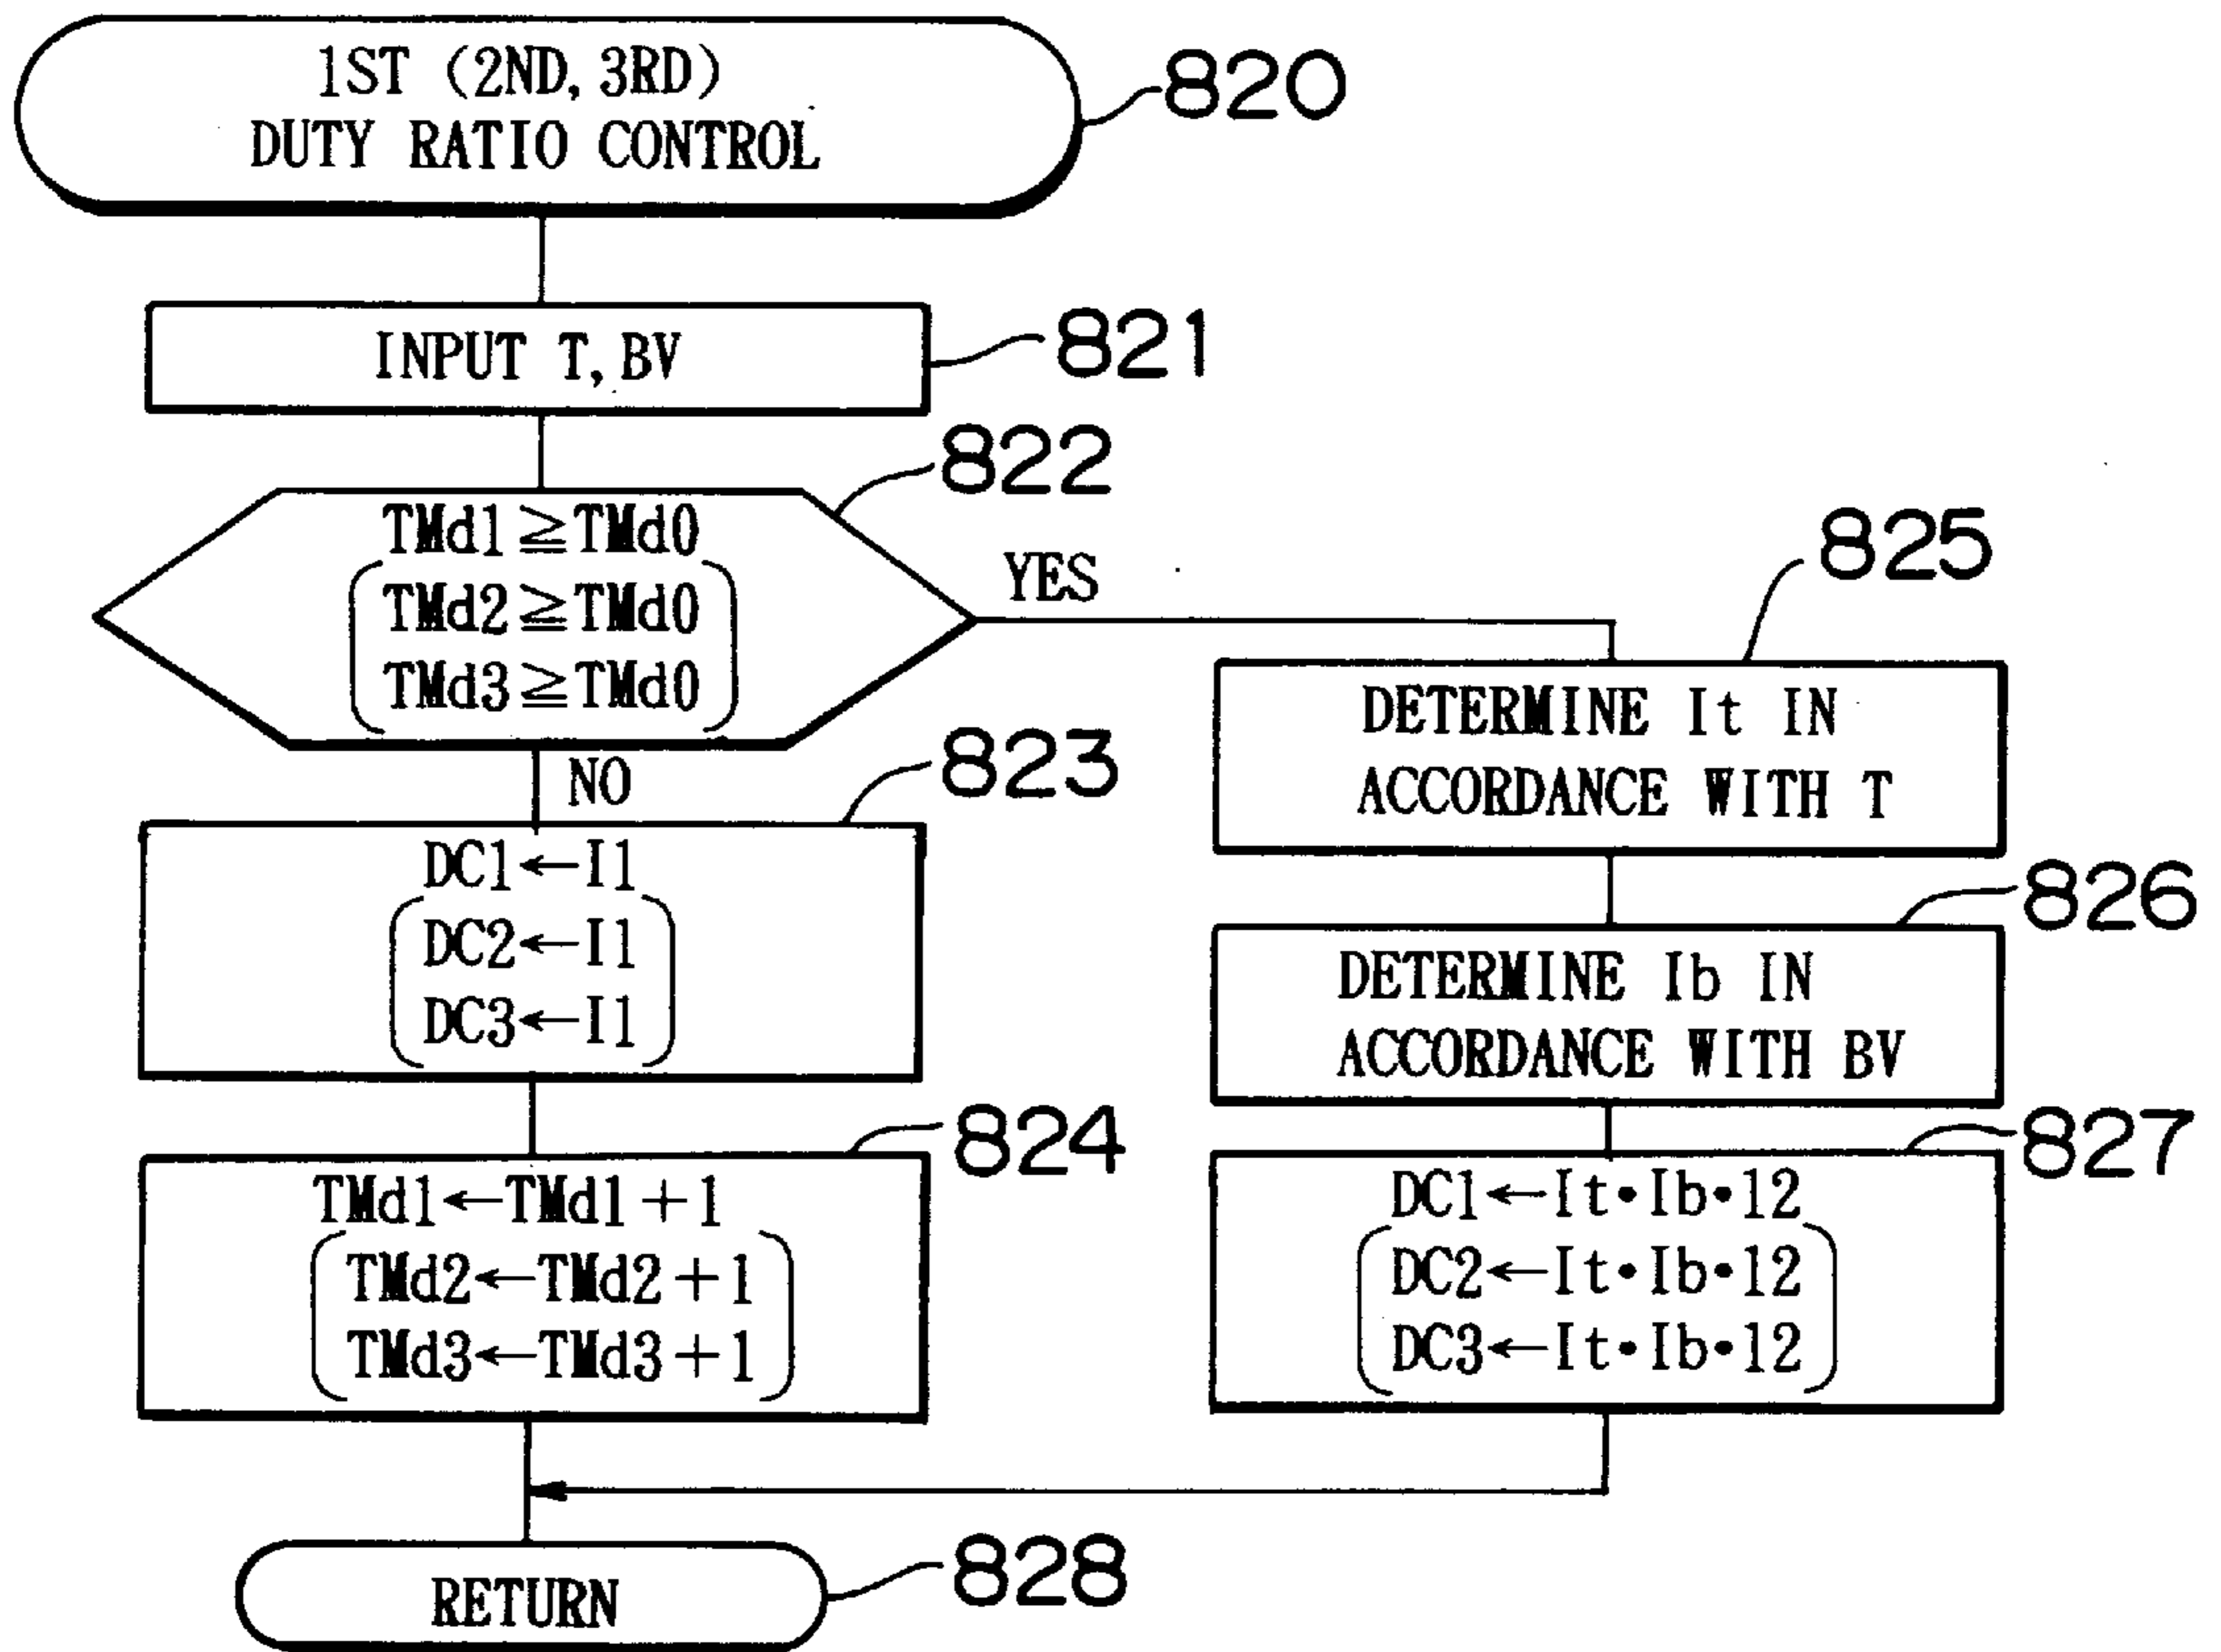 1ST (2ND, 3RD)
DUTY RATIO CONTROL
820
INPUT T, BV
821
822
TMd1≧TMd0
TMd2≧TMd0
TMd3≧TMd0
YES
NO
823
DC1←I1
DC2←I1
DC3←I1
824
TMd1←TMd1+1
TMd2←TMd2+1
TMd3←TMd3+1
825
DETERMINE It IN
ACCORDANCE WITH T
826
DETERMINE Ib IN
ACCORDANCE WITH BV
827
DC1←It•Ib•12
DC2←It•Ib•12
DC3←It•Ib•12
RETURN
828